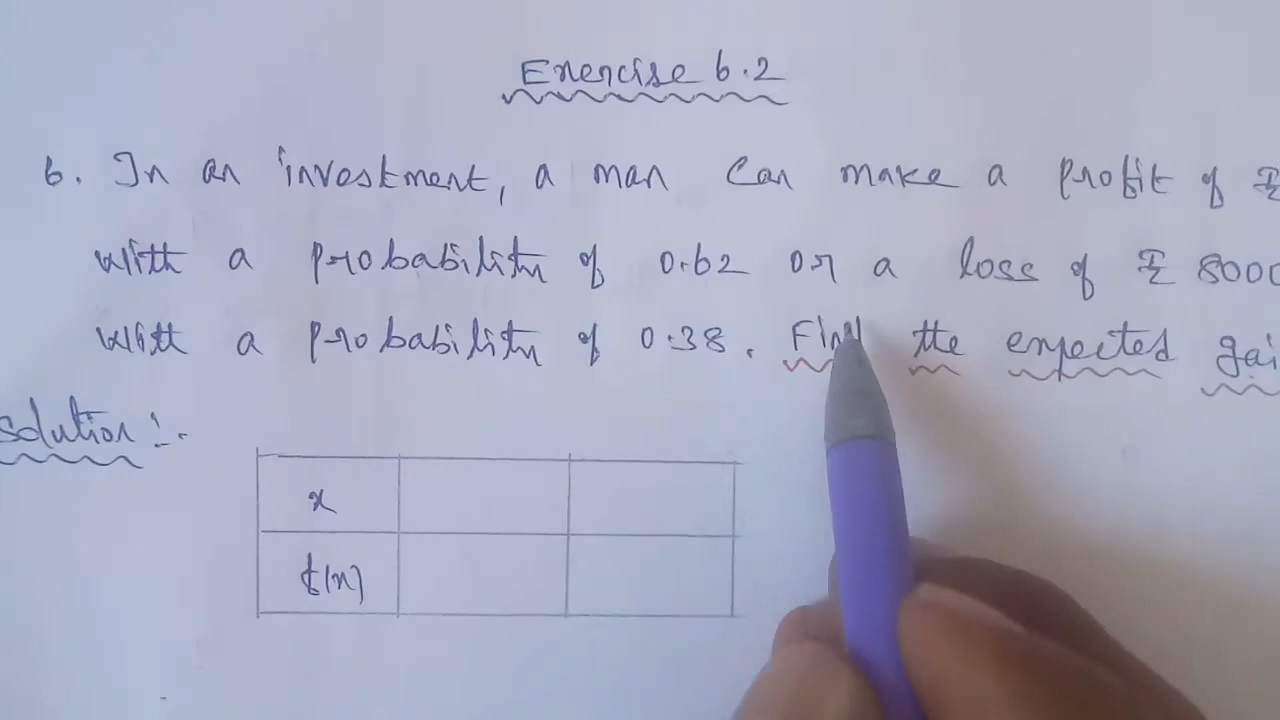 Exercise 6.2
6. In an investment, a man can make a profit of ₹
with a probability of 0.62 or a loss of ₹ 8000
with a probability of 0.38. Find the expected gai
solution :-
x
f(x)